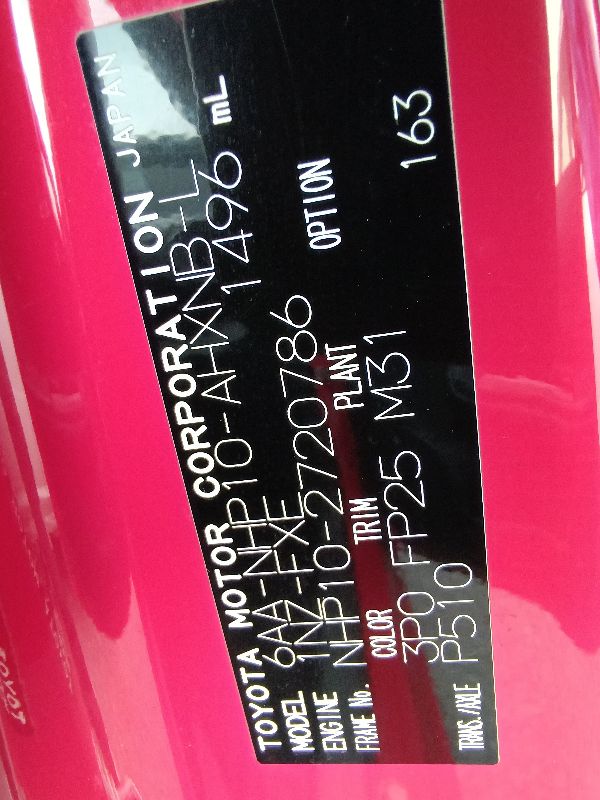 TOYOTA MOTOR CORPORATION JAPAN
MODEL 6AA-NHP10-AHXNB-L
ENGINE 1NZ-FXE 1496 mL
FRAME No. NHP10-2720786
COLOR TRIM PLANT OPTION
3P0 FP25 M31 163
TRANS./AXLE P510